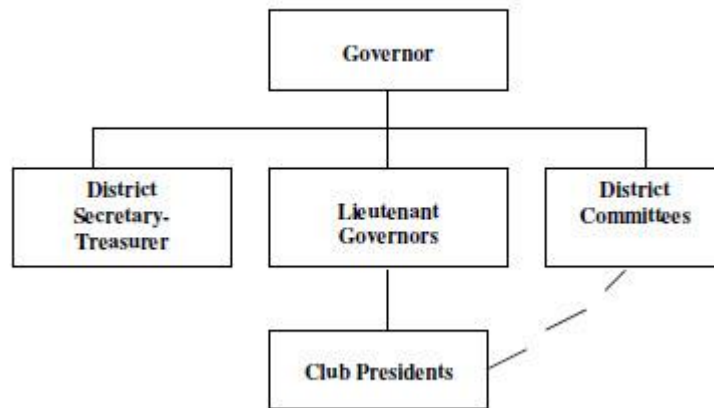 Governor
District
Secretary-
Treasurer
Lieutenant
Governors
District
Committees
Club Presidents